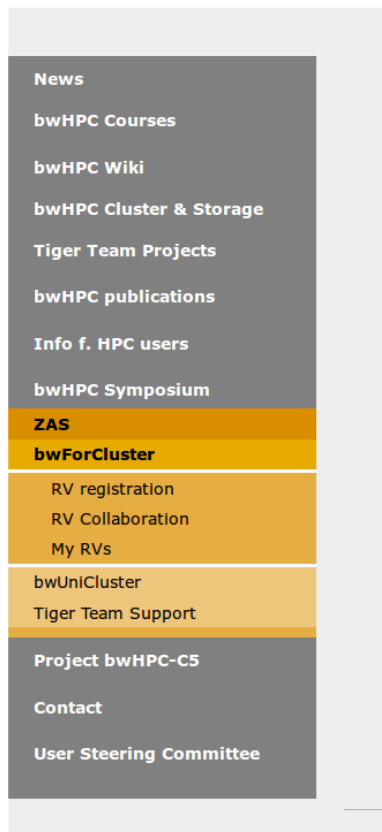 News
bwHPC Courses
bwHPC Wiki
bwHPC Cluster & Storage
Tiger Team Projects
bwHPC publications
Info f. HPC users
bwHPC Symposium
ZAS
bwForCluster
RV registration
RV Collaboration
My RVs
bwUniCluster
Tiger Team Support
Project bwHPC-C5
Contact
User Steering Committee